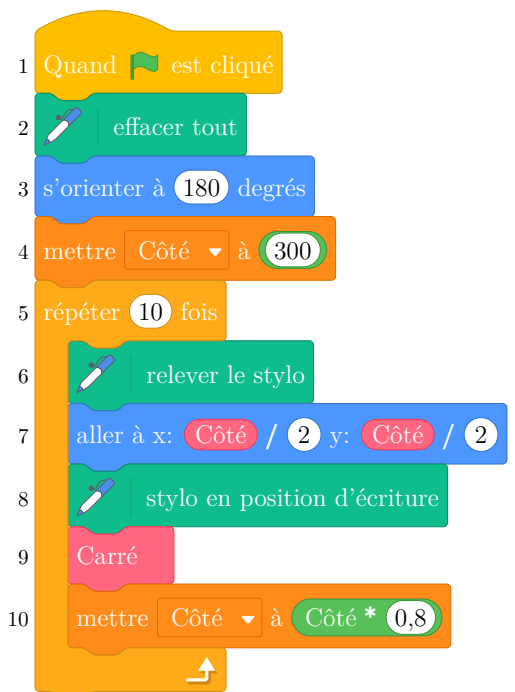 1 Quand est cliqué
2 effacer tout
3 s'orienter à 180 degrés
4 mettre Côté à 300
5 répéter 10 fois
6 relever le stylo
7 aller à x: Côté / 2 y: Côté / 2
8 stylo en position d'écriture
9 Carré
10 mettre Côté à Côté * 0,8